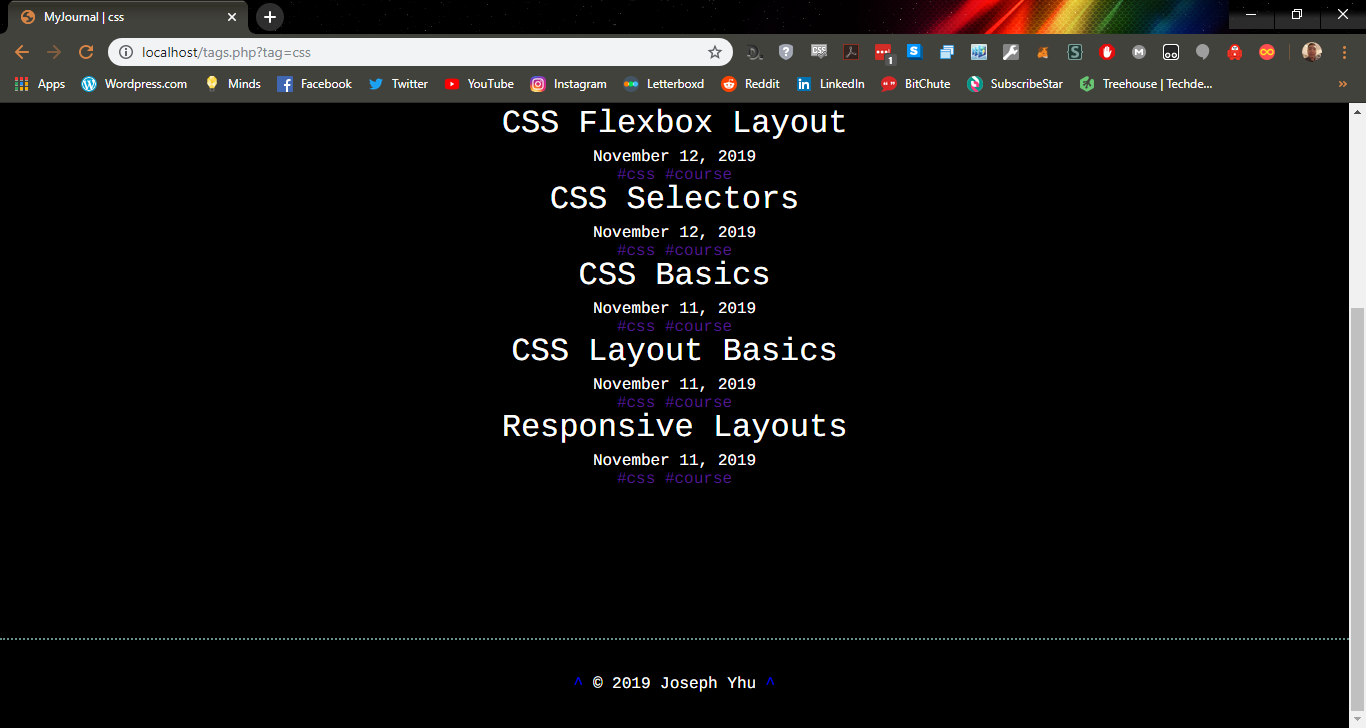 MyJournal | css
localhost/tags.php?tag=css
1
Apps Wordpress.com Minds Facebook Twitter YouTube Instagram Letterboxd Reddit LinkedIn BitChute SubscribeStar Treehouse | Techde... »
CSS Flexbox Layout
November 12, 2019
#css #course
CSS Selectors
November 12, 2019
#css #course
CSS Basics
November 11, 2019
#css #course
CSS Layout Basics
November 11, 2019
#css #course
Responsive Layouts
November 11, 2019
#css #course
^ © 2019 Joseph Yhu ^